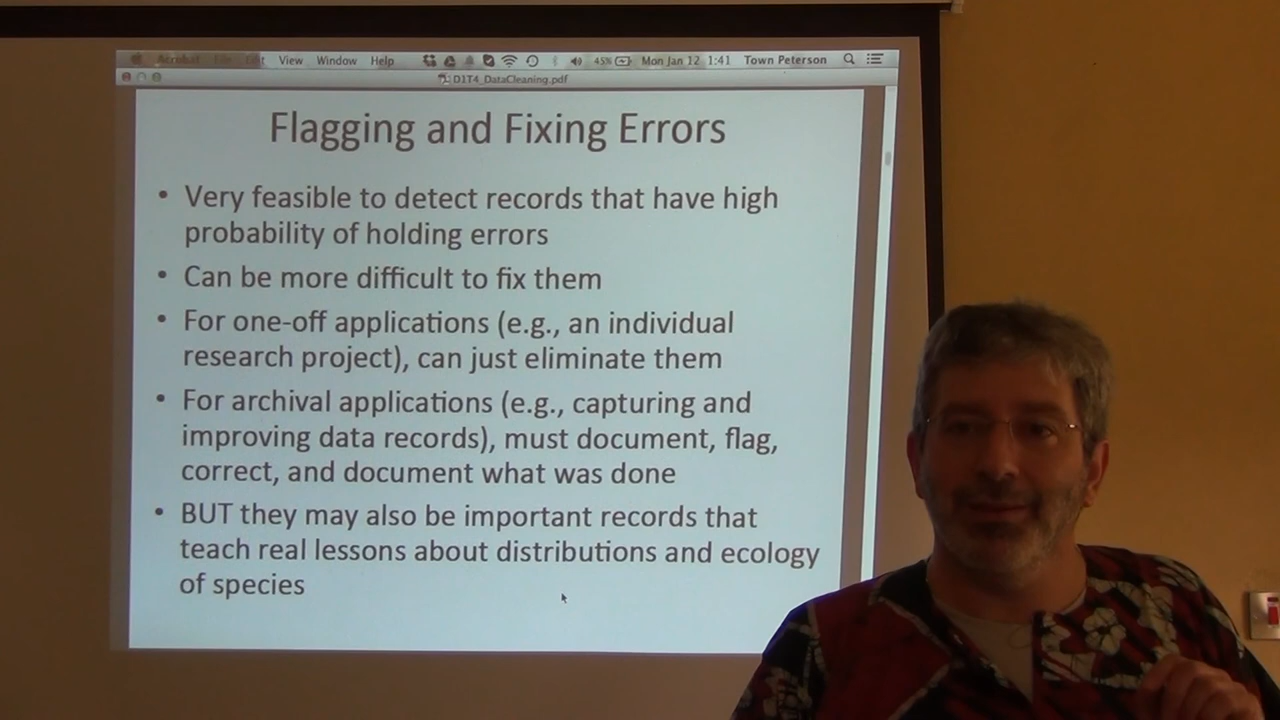 Acrobat File Edit View Window Help 45% Mon Jan 12 1:41 Town Peterson
D1T4_DataCleaning.pdf
Flagging and Fixing Errors
• Very feasible to detect records that have high
probability of holding errors
• Can be more difficult to fix them
• For one-off applications (e.g., an individual
research project), can just eliminate them
• For archival applications (e.g., capturing and
improving data records), must document, flag,
correct, and document what was done
• BUT they may also be important records that
teach real lessons about distributions and ecology
of species